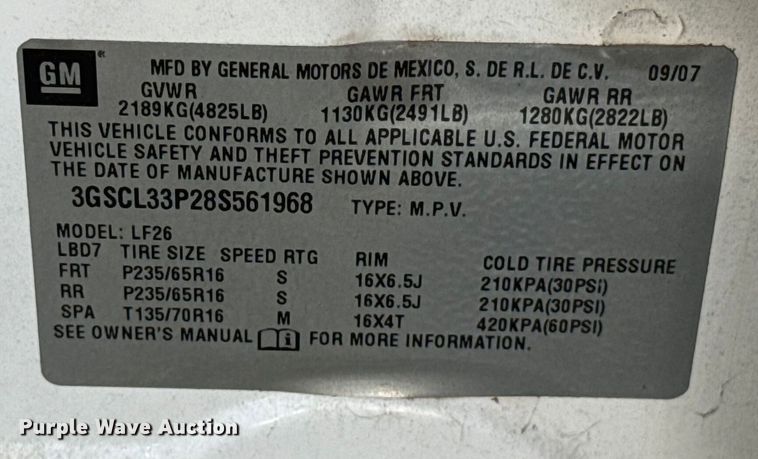 GM ®
MFD BY GENERAL MOTORS DE MEXICO, S. DE R.L. DE C.V. 09/07
GVWR GAWR FRT GAWR RR
2189KG(4825LB) 1130KG(2491LB) 1280KG(2822LB)
THIS VEHICLE CONFORMS TO ALL APPLICABLE U.S. FEDERAL MOTOR
VEHICLE SAFETY AND THEFT PREVENTION STANDARDS IN EFFECT ON
THE DATE OF MANUFACTURE SHOWN ABOVE.
3GSCL33P28S561968 TYPE: M.P.V.
MODEL: LF26
LBD7 TIRE SIZE SPEED RTG RIM COLD TIRE PRESSURE
FRT P235/65R16 S 16X6.5J 210KPA(30PSi)
RR P235/65R16 S 16X6.5J 210KPA(30PSI)
SPA T135/70R16 M 16X4T 420KPA(60PSI)
SEE OWNER'S MANUAL i FOR MORE INFORMATION.
Purple Wave Auction